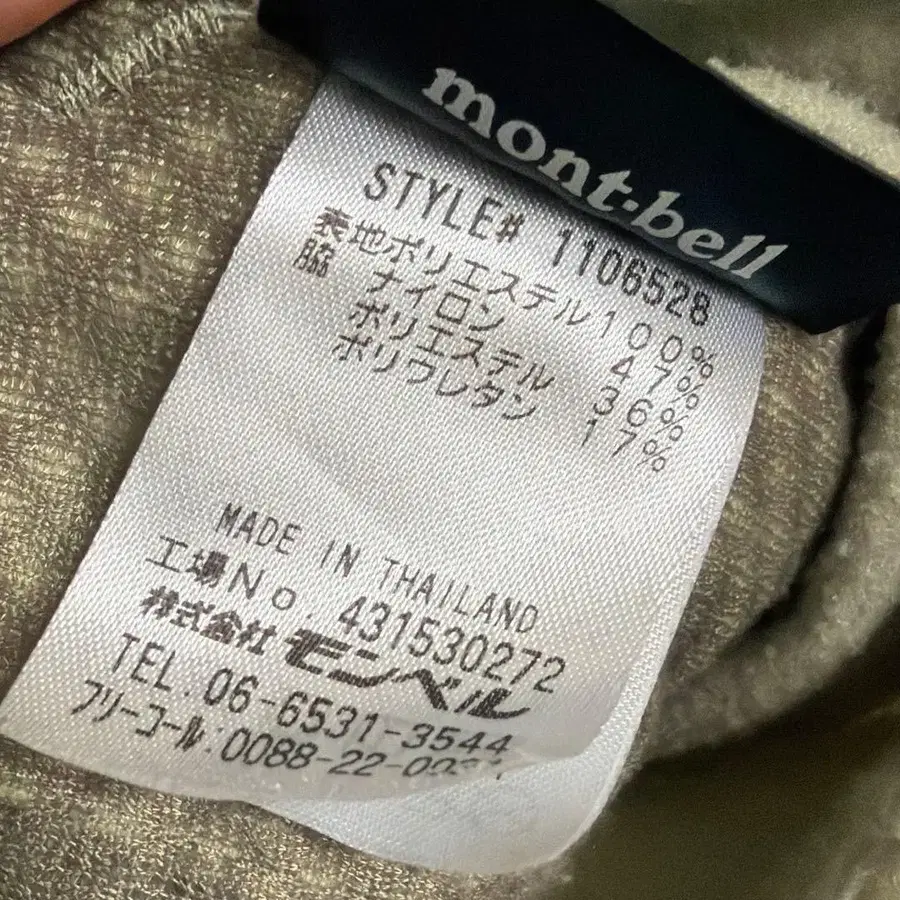 mont-bell
STYLE# 1106528
表地ポリエステル100%
脇 ナイロン 47%
ポリエステル 36%
ポリウレタン 17%
MADE IN THAILAND
工場No. 431530272
株式会社 モンベル
TEL. 06-6531-3544
フリーコール:0088-22-00